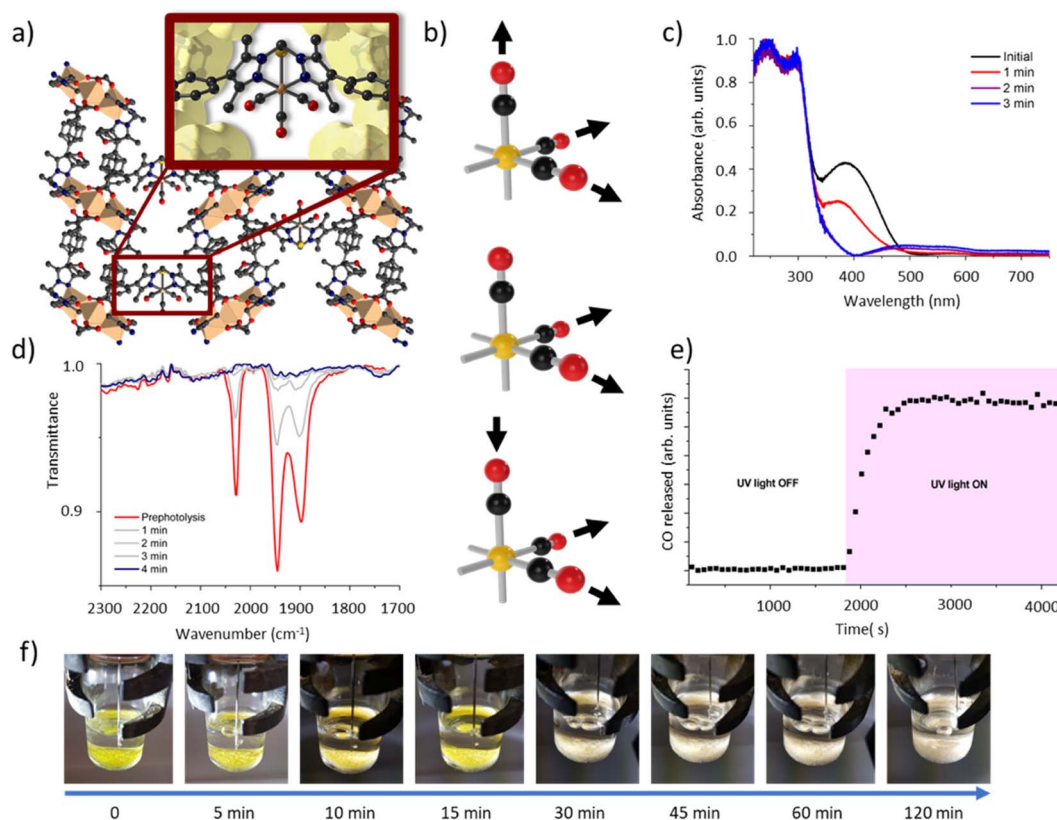 a)
b)
c)
Absorbance (arb. units)
1.0
0.8
0.6
0.4
0.2
0.0
Initial
1 min
2 min
3 min
300
400
500
600
700
Wavelength (nm)
d)
Transmittance
1.0
0.9
Prephotolysis
1 min
2 min
3 min
4 min
2300
2200
2100
2000
1900
1800
1700
Wavenumber (cm⁻¹)
e)
CO released (arb. units)
UV light OFF
UV light ON
1000
2000
3000
4000
Time( s)
f)
0
5 min
10 min
15 min
30 min
45 min
60 min
120 min